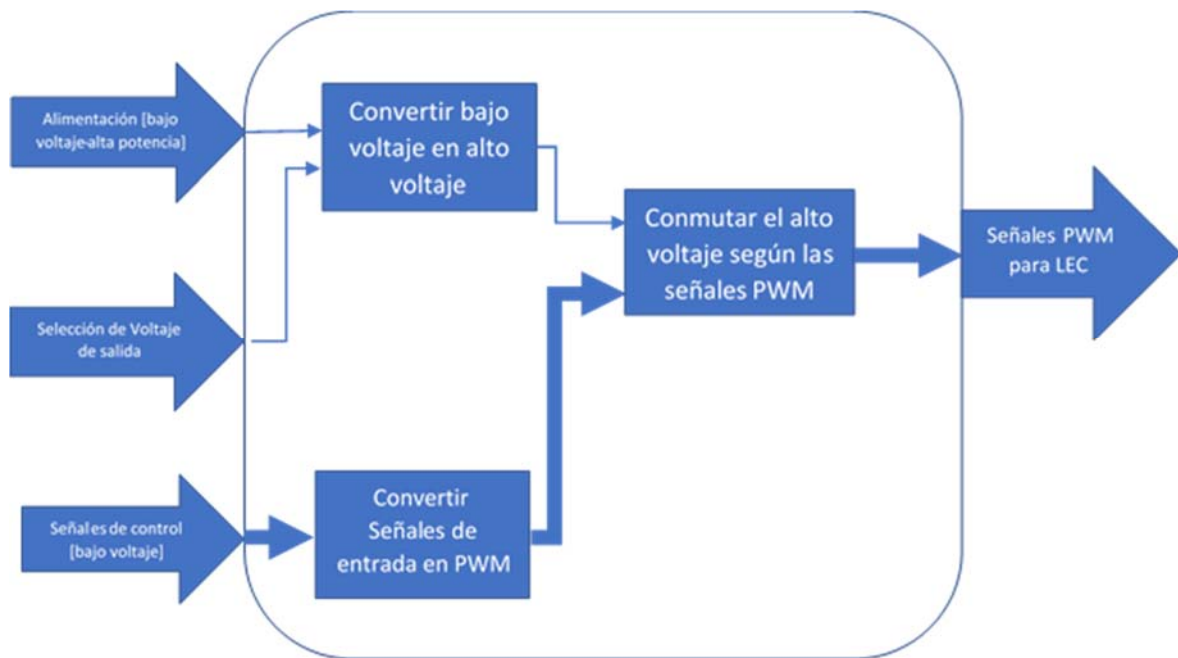 Alimentación [bajo
voltaje-alta potencia]
Convertir bajo
voltaje en alto
voltaje
Selección de Voltaje
de salida
Conmutar el alto
voltaje según las
señales PWM
Señales PWM
para LEC
Señales de control
[bajo voltaje]
Convertir
Señales de
entrada en PWM